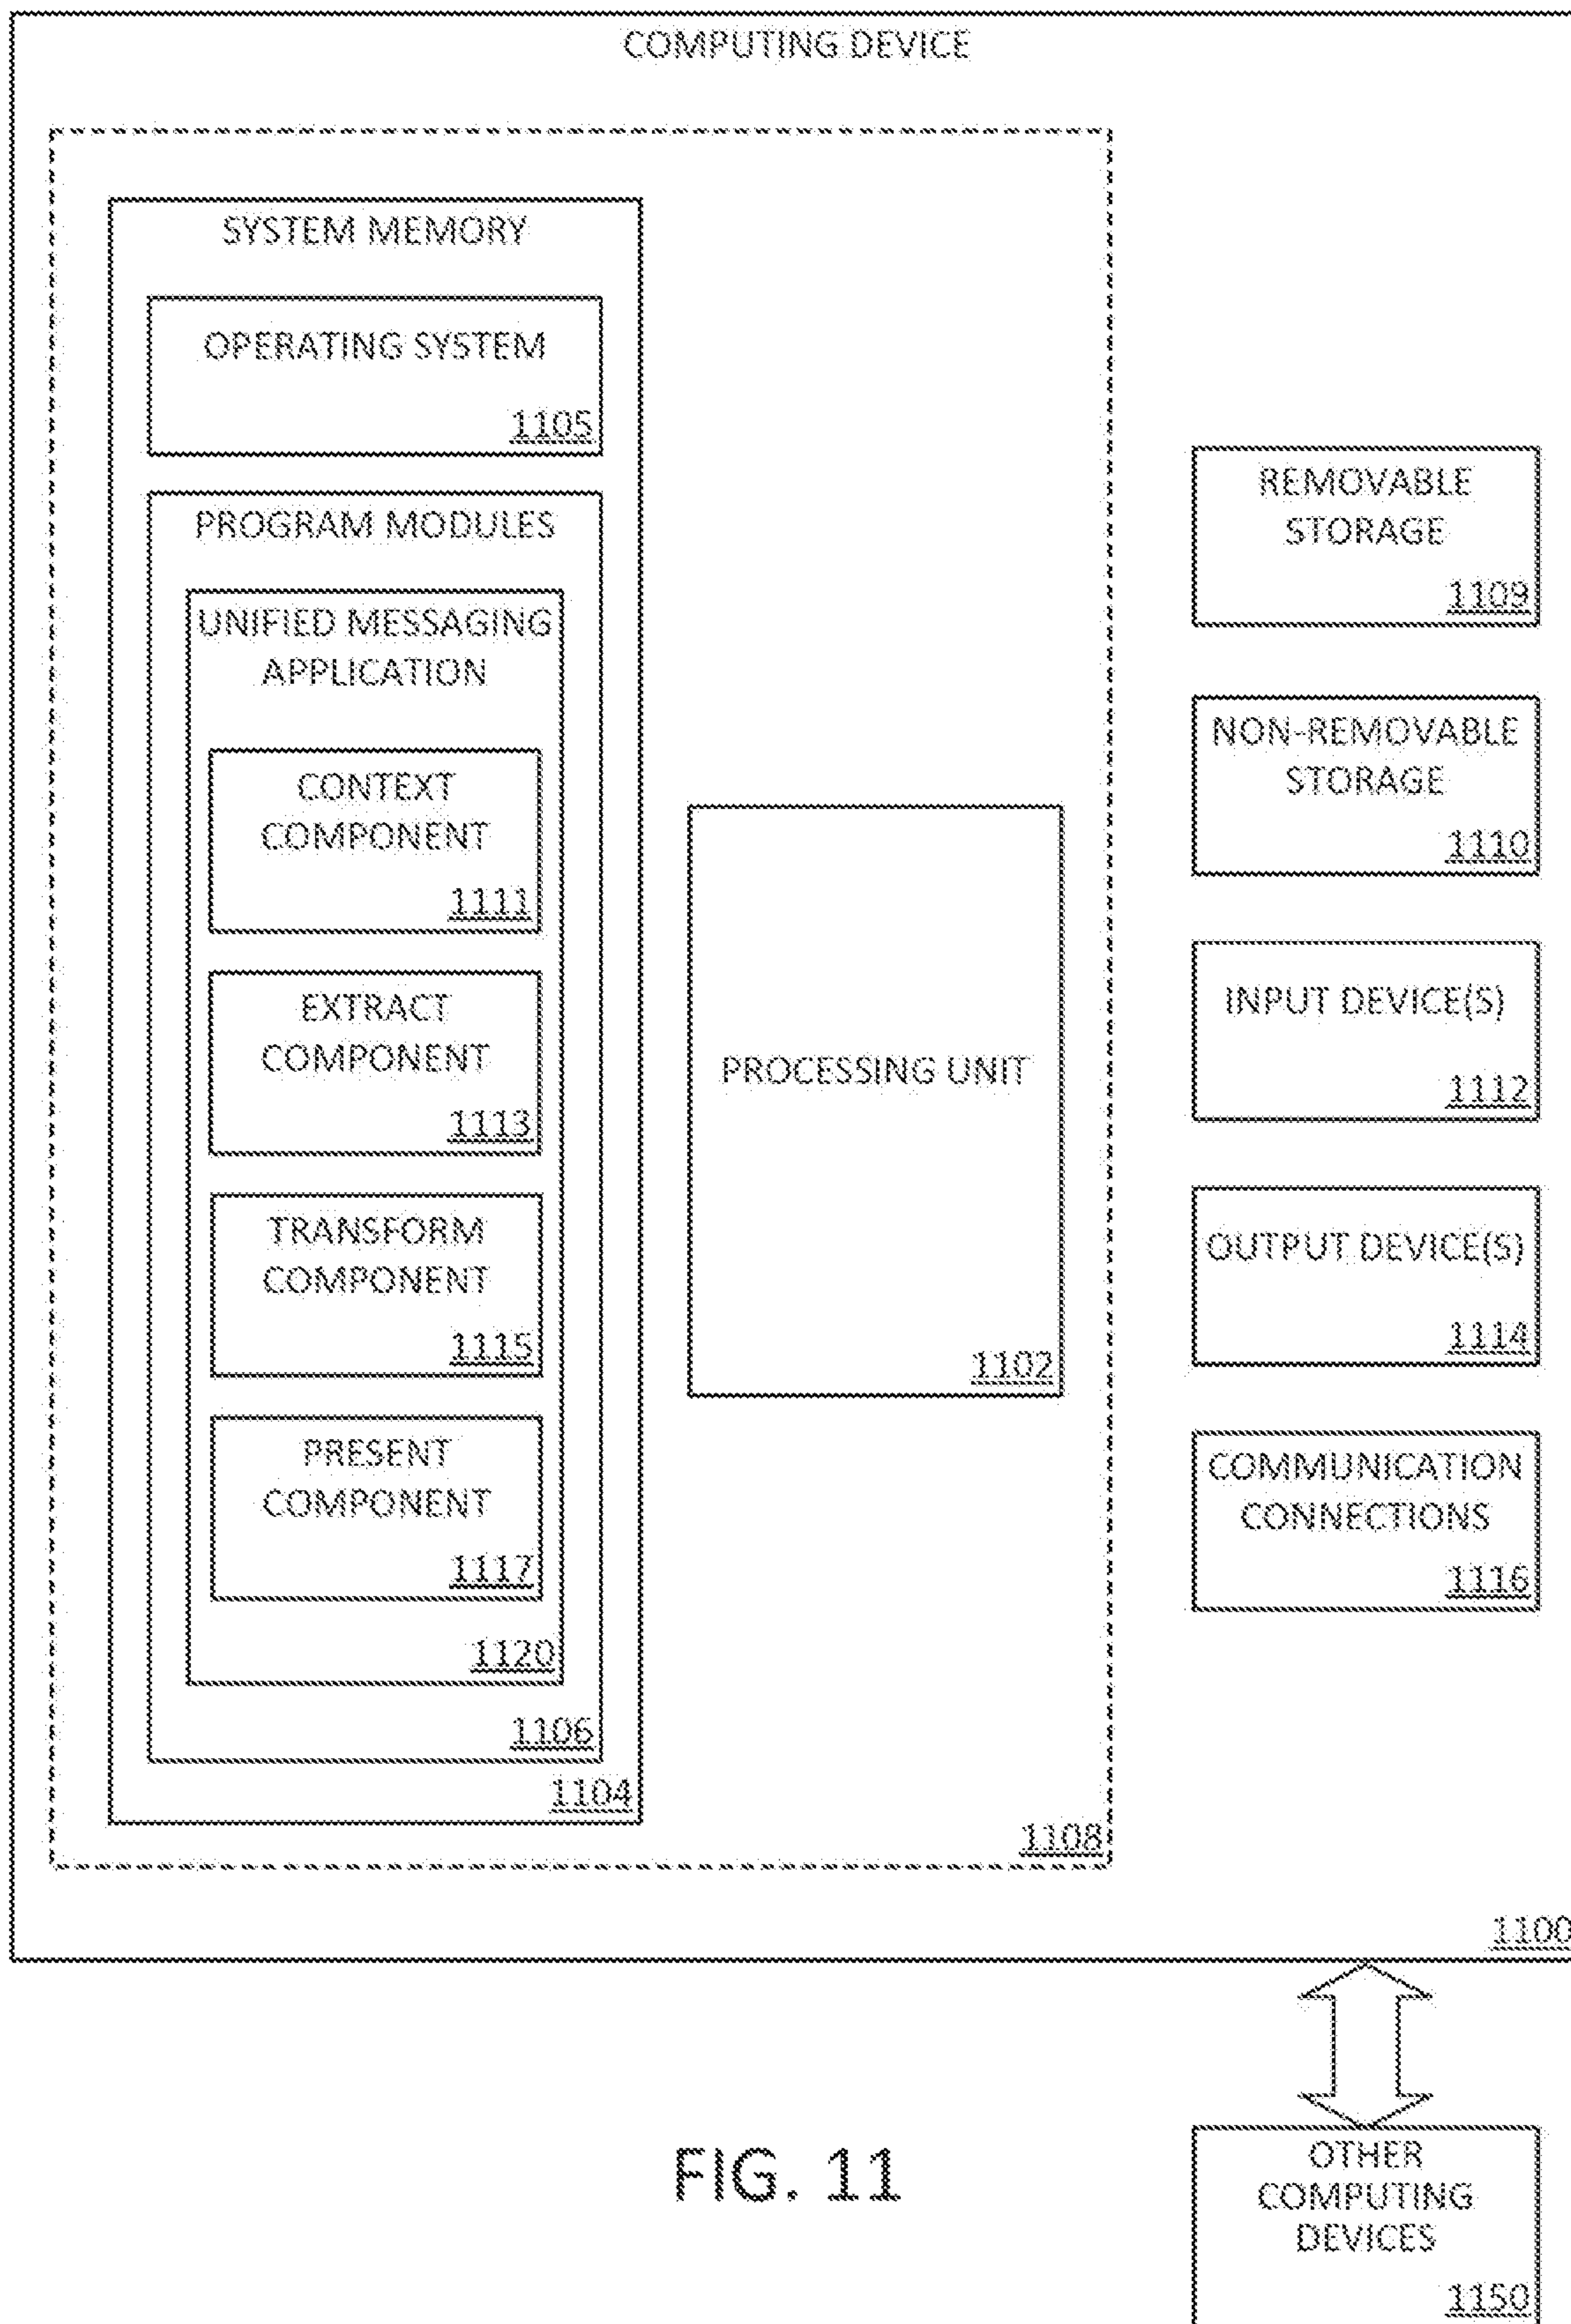 COMPUTING DEVICE
SYSTEM MEMORY
OPERATING SYSTEM
1105
PROGRAM MODULES
UNIFIED MESSAGING
APPLICATION
CONTEXT
COMPONENT
1111
EXTRACT
COMPONENT
1113
TRANSFORM
COMPONENT
1115
PRESENT
COMPONENT
1117
1120
1106
1104
PROCESSING UNIT
1102
1108
REMOVABLE
STORAGE
1109
NON-REMOVABLE
STORAGE
1110
INPUT DEVICE(S)
1112
OUTPUT DEVICE(S)
1114
COMMUNICATION
CONNECTIONS
1116
1100
OTHER
COMPUTING
DEVICES
1150
FIG. 11